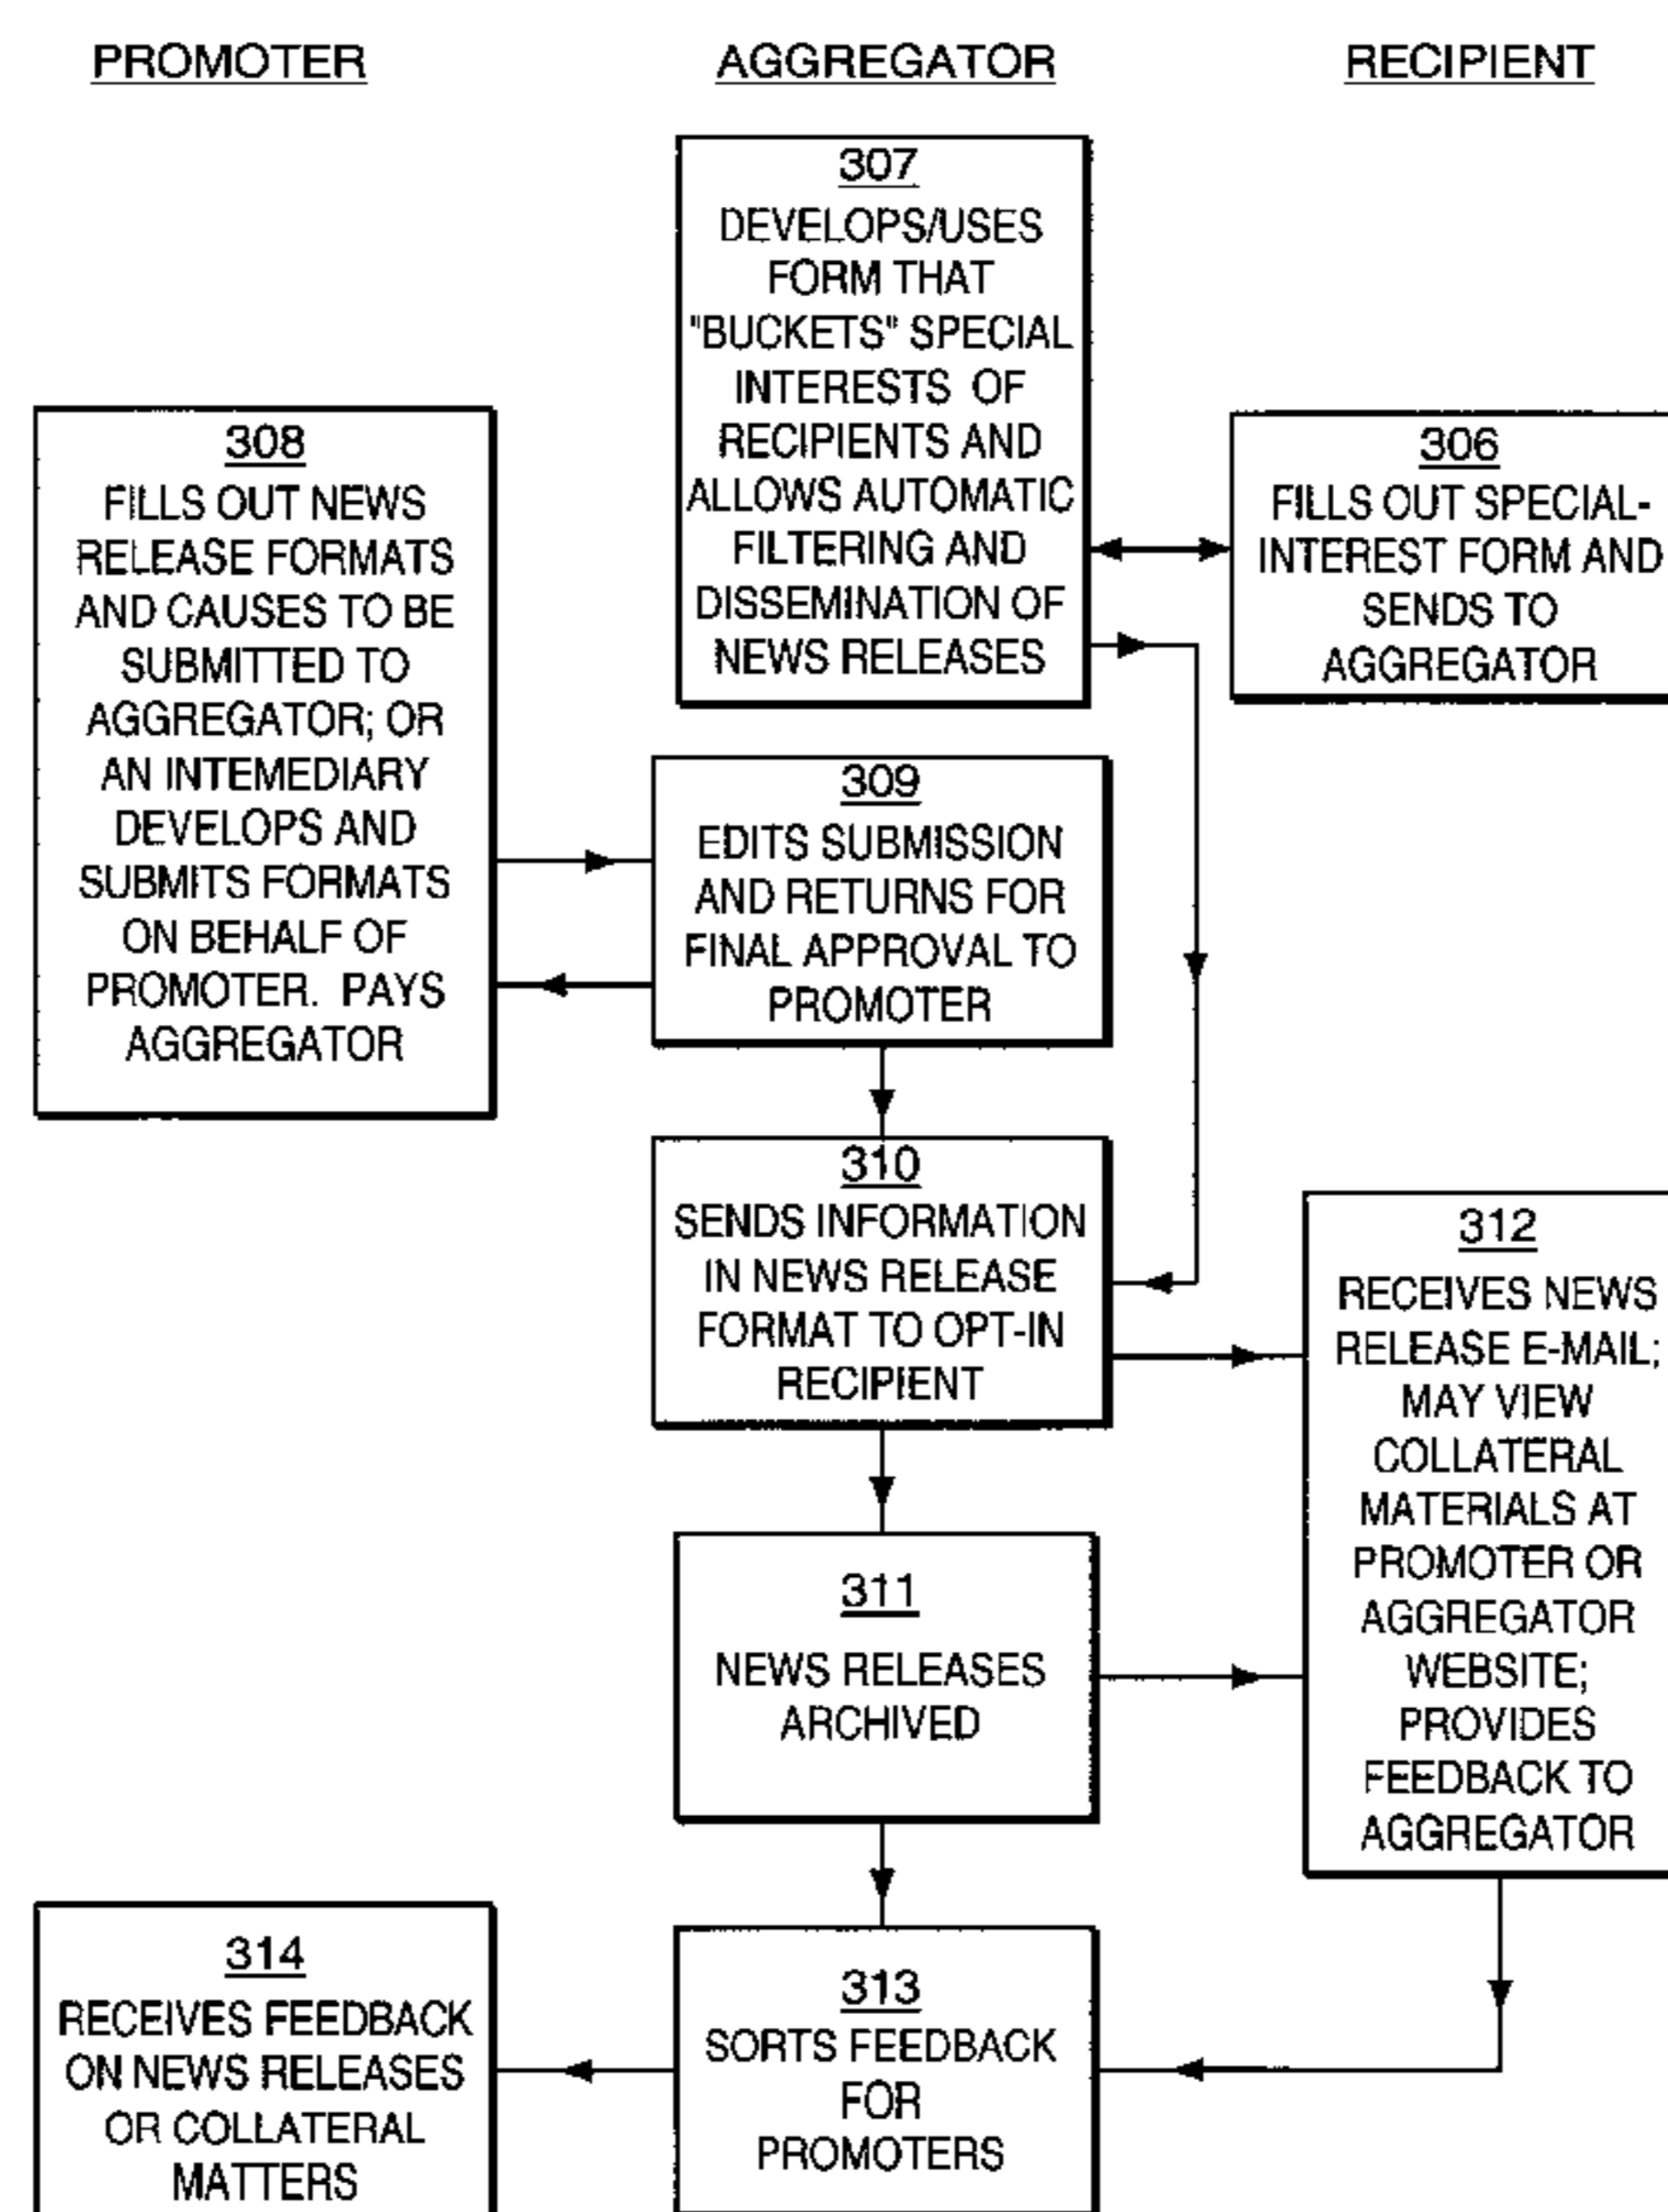 PROMOTER
AGGREGATOR
RECIPIENT
307
DEVELOPS/USES
FORM THAT
"BUCKETS" SPECIAL
INTERESTS OF
RECIPIENTS AND
ALLOWS AUTOMATIC
FILTERING AND
DISSEMINATION OF
NEWS RELEASES
306
FILLS OUT SPECIAL-
INTEREST FORM AND
SENDS TO
AGGREGATOR
308
FILLS OUT NEWS
RELEASE FORMATS
AND CAUSES TO BE
SUBMITTED TO
AGGREGATOR; OR
AN INTEMEDIARY
DEVELOPS AND
SUBMITS FORMATS
ON BEHALF OF
PROMOTER. PAYS
AGGREGATOR
309
EDITS SUBMISSION
AND RETURNS FOR
FINAL APPROVAL TO
PROMOTER
310
SENDS INFORMATION
IN NEWS RELEASE
FORMAT TO OPT-IN
RECIPIENT
312
RECEIVES NEWS
RELEASE E-MAIL;
MAY VIEW
COLLATERAL
MATERIALS AT
PROMOTER OR
AGGREGATOR
WEBSITE;
PROVIDES
FEEDBACK TO
AGGREGATOR
311
NEWS RELEASES
ARCHIVED
314
RECEIVES FEEDBACK
ON NEWS RELEASES
OR COLLATERAL
MATTERS
313
SORTS FEEDBACK
FOR
PROMOTERS